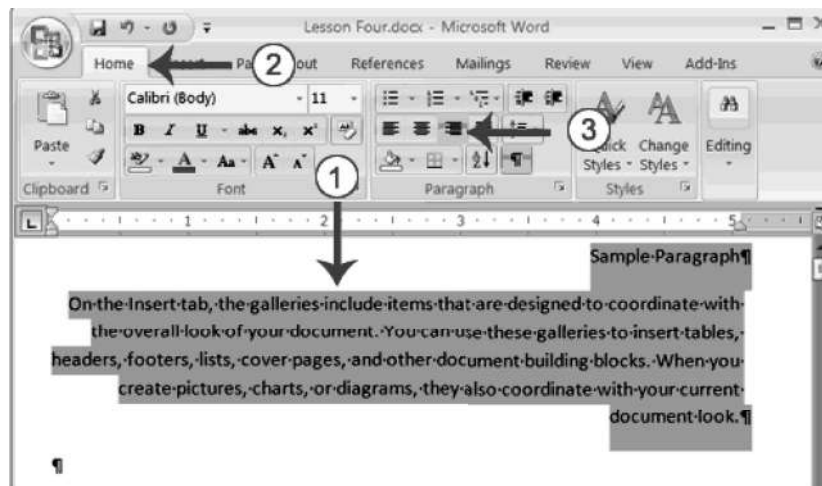 Lesson Four.docx - Microsoft Word
Home 2 out References Mailings Review View Add-Ins
Calibri (Body) 11
B I U abe X, X²
3
Paste
Quick Change Editing
Styles Styles
A Aa A A
1
Clipboard Font Paragraph Styles
1 2 3 4 5
Sample·Paragraph¶
On·the·Insert·tab,·the·galleries·include·items·that·are·designed·to·coordinate·with·
the·overall·look·of·your·document.·You·can·use·these·galleries·to·insert·tables,·
headers,·footers,·lists,·cover·pages,·and·other·document·building·blocks.·When·you·
create·pictures,·charts,·or·diagrams,·they·also·coordinate·with·your·current·
document·look.¶
¶